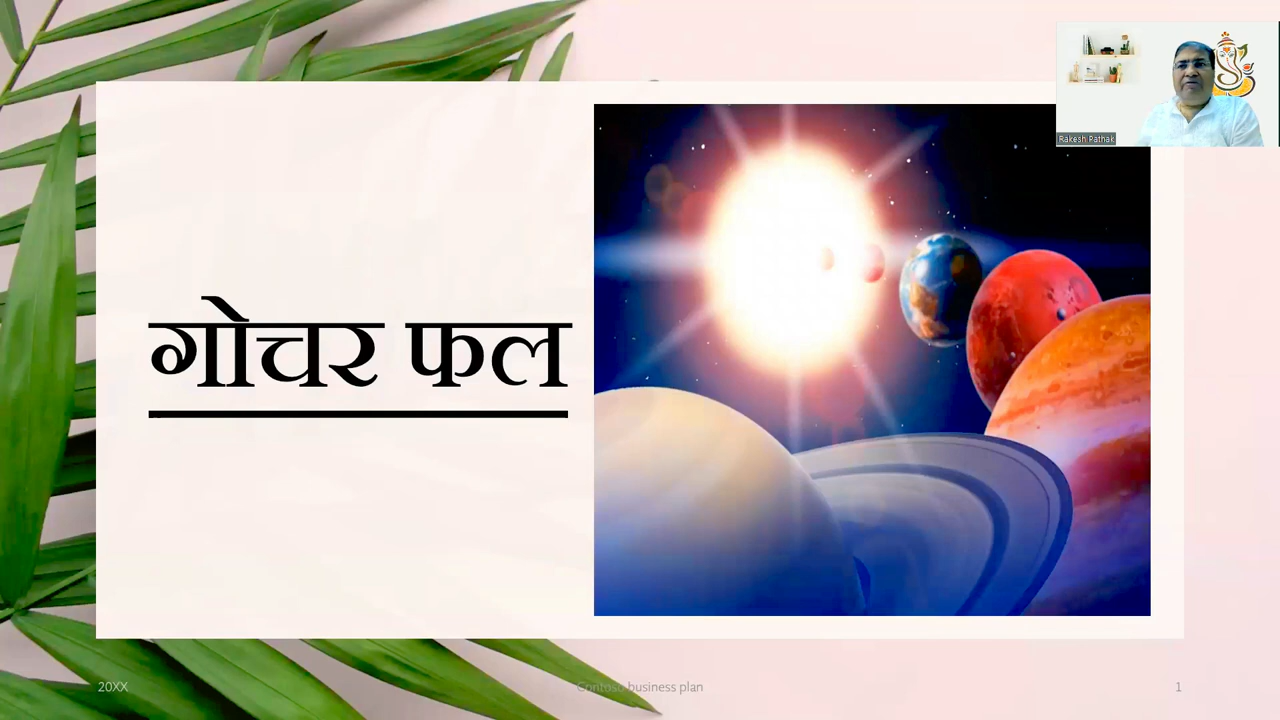 Rakesh Pathak
गोचर फल
20XX
Contoso business plan
1